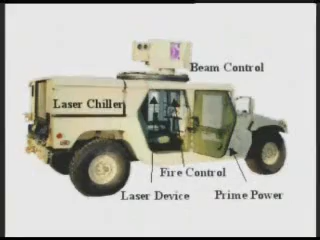 Beam Control
Laser Chiller
Fire Control
Laser Device
Prime Power